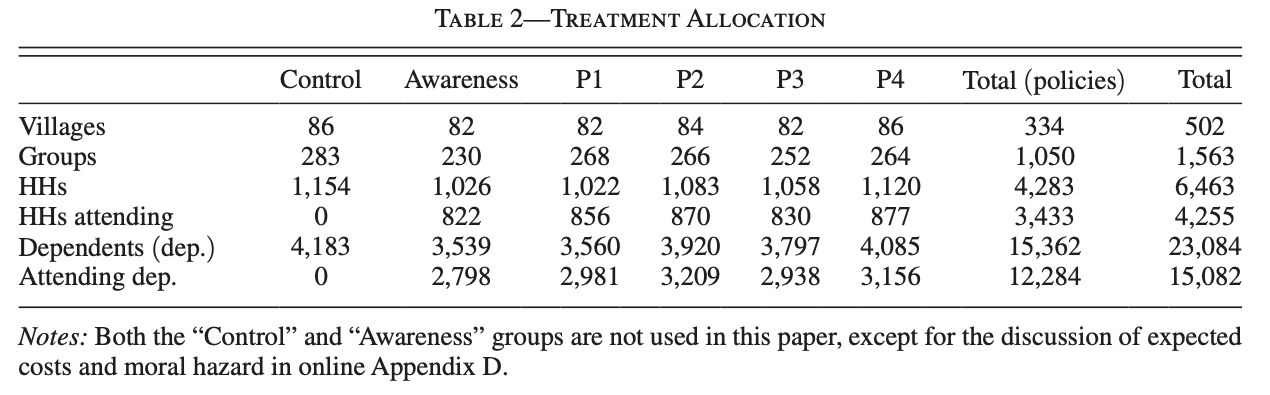 TABLE 2—TREATMENT ALLOCATION
Control Awareness P1 P2 P3 P4 Total (policies) Total
Villages 86 82 82 84 82 86 334 502
Groups 283 230 268 266 252 264 1,050 1,563
HHs 1,154 1,026 1,022 1,083 1,058 1,120 4,283 6,463
HHs attending 0 822 856 870 830 877 3,433 4,255
Dependents (dep.) 4,183 3,539 3,560 3,920 3,797 4,085 15,362 23,084
Attending dep. 0 2,798 2,981 3,209 2,938 3,156 12,284 15,082
Notes: Both the “Control” and “Awareness” groups are not used in this paper, except for the discussion of expected
costs and moral hazard in online Appendix D.